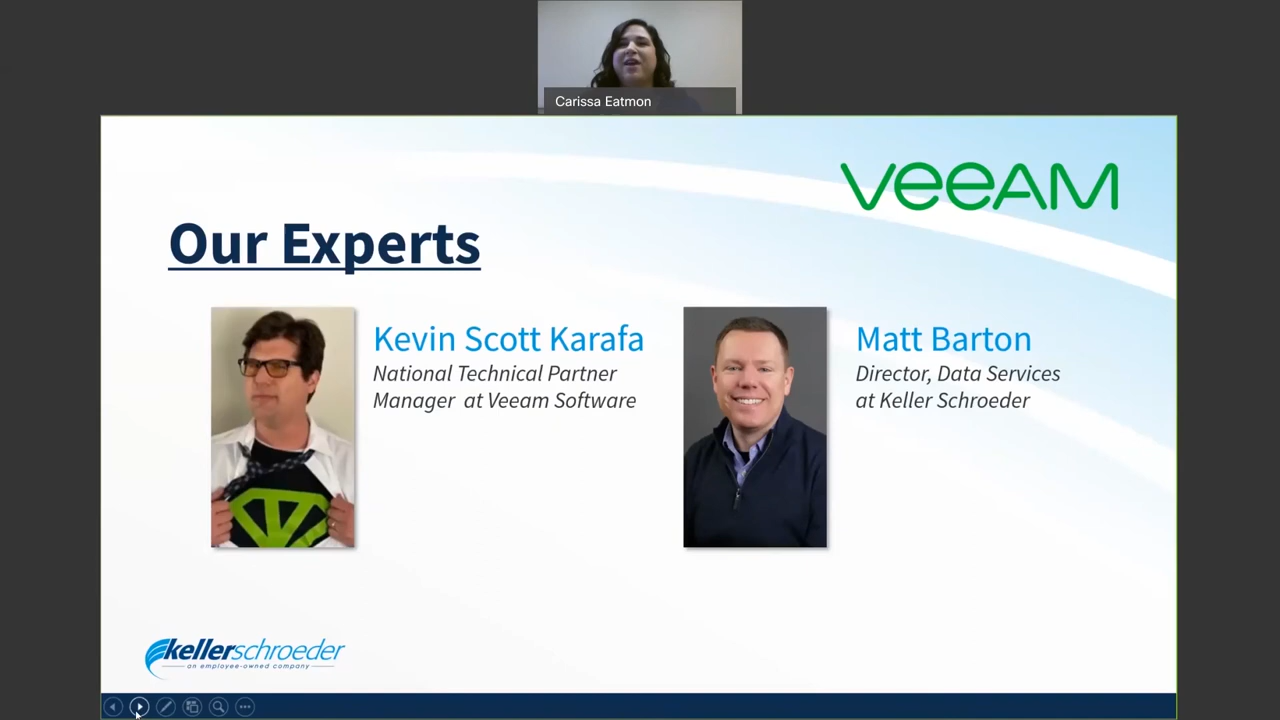 Carissa Eatmon
veeAM
Our Experts
Kevin Scott Karafa
National Technical Partner
Manager at Veeam Software
Matt Barton
Director, Data Services
at Keller Schroeder
kellerschroeder
an employee-owned company